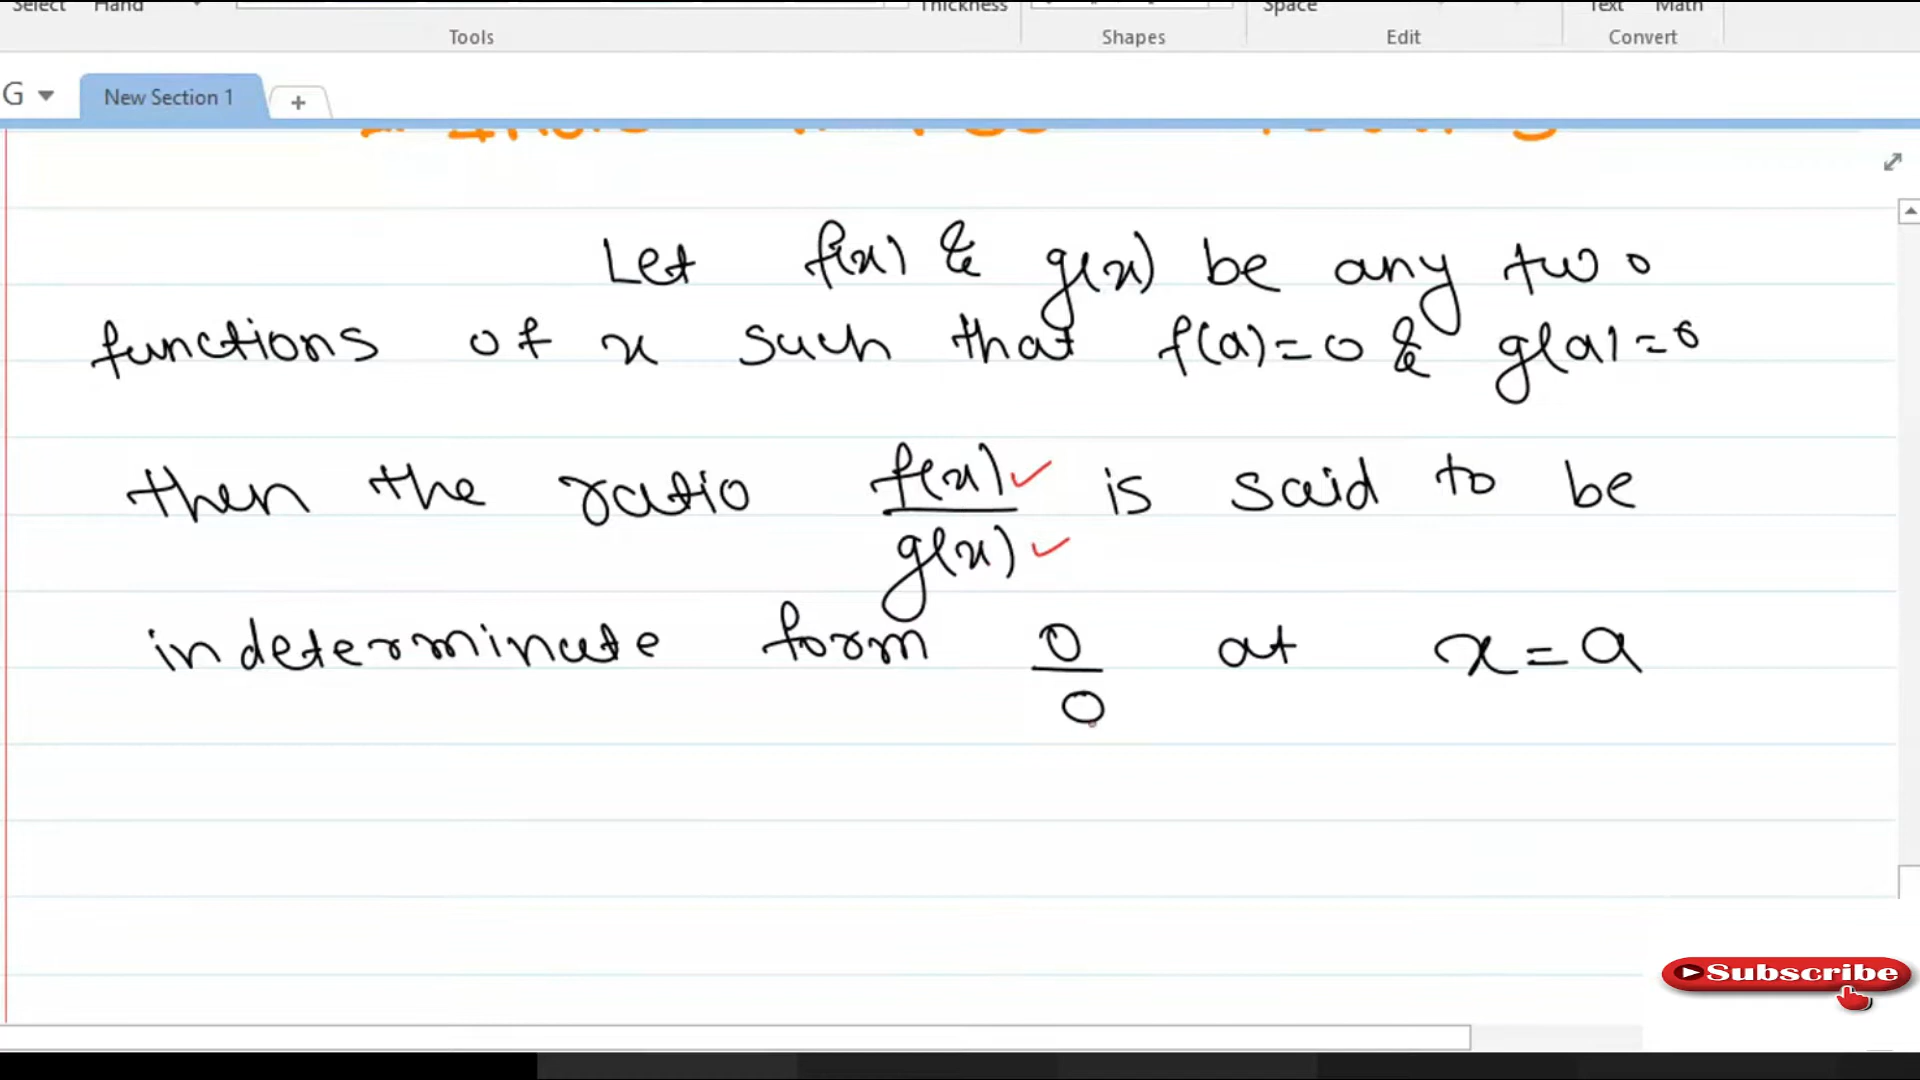 Select Hand
Thickness
Space
Text Math
Tools
Shapes
Edit
Convert
G
New Section 1
+
Let f(x) & g(x) be any two
functions of x such that f(a)=0 & g(a)=0
then the ratio f(x)/g(x) is said to be
indeterminate form 0/0 at x=a
Subscribe